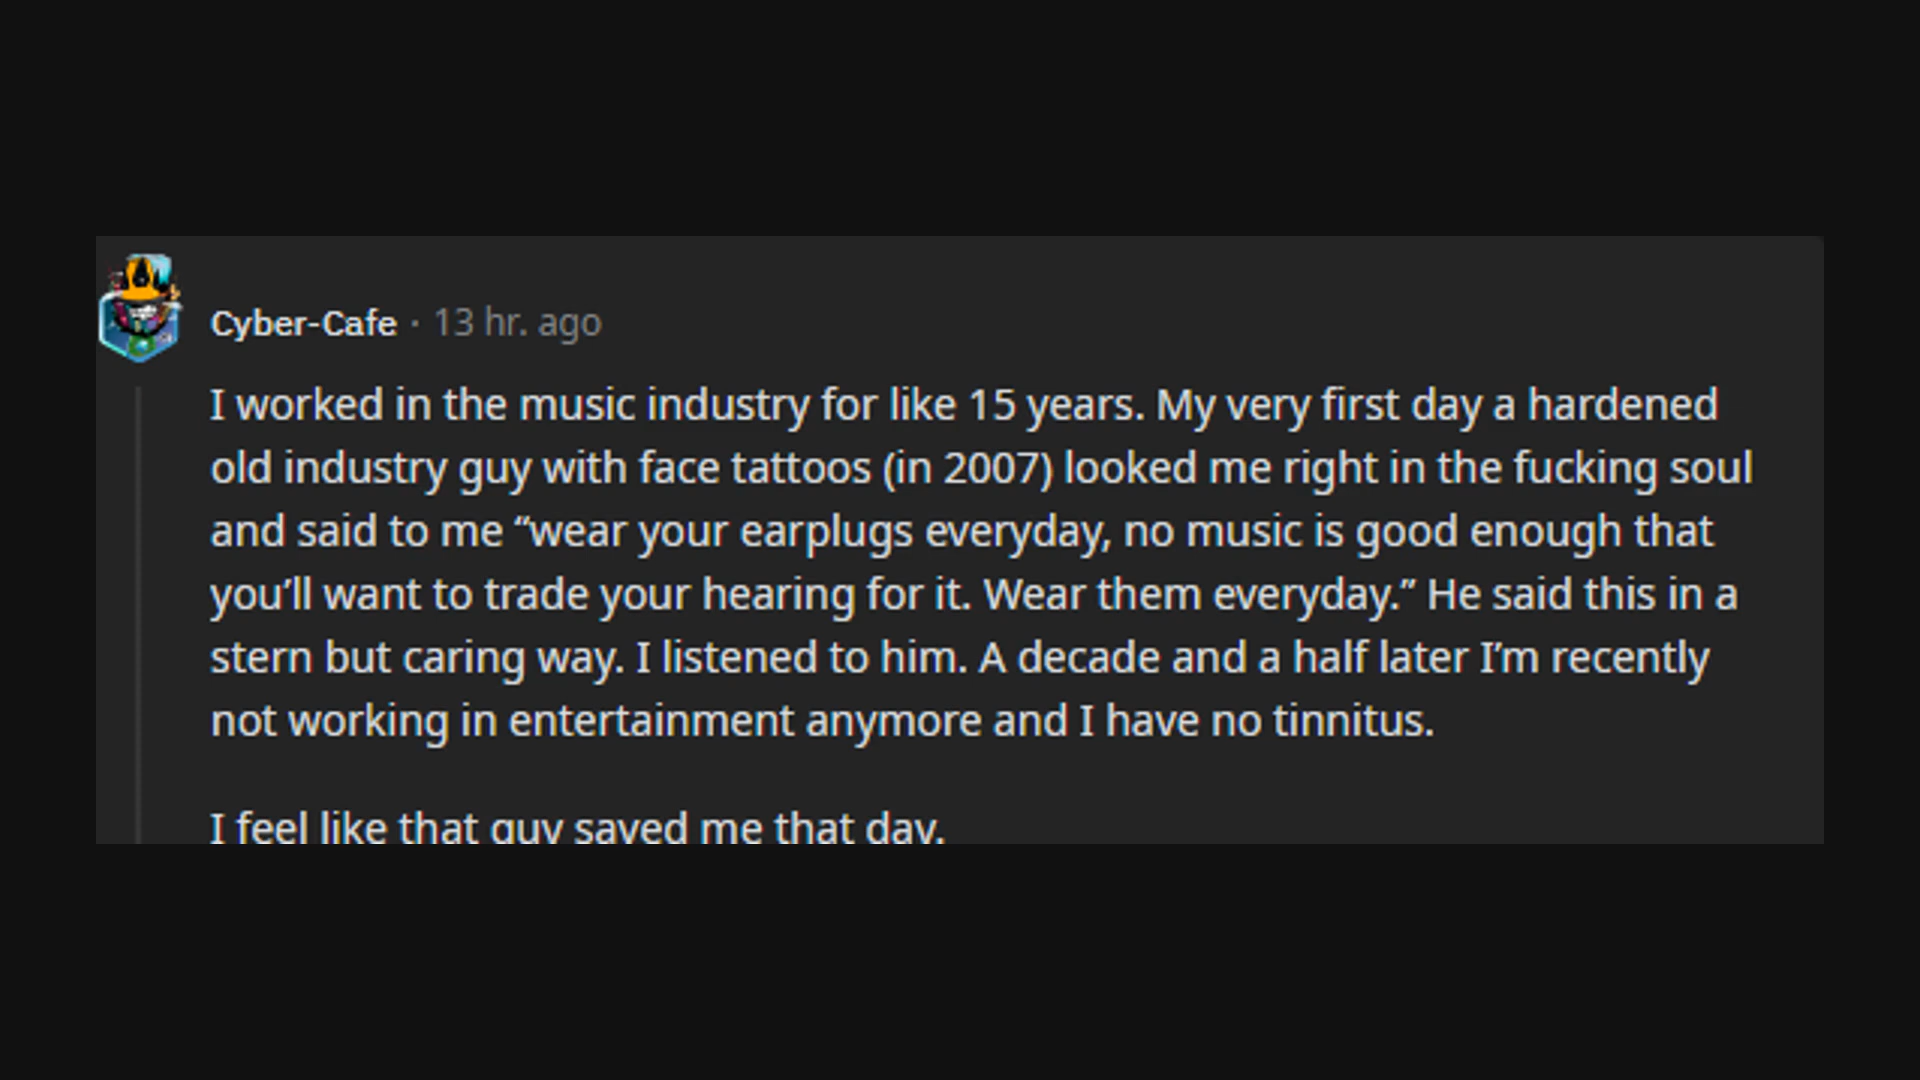 Cyber-Cafe · 13 hr. ago
I worked in the music industry for like 15 years. My very first day a hardened
old industry guy with face tattoos (in 2007) looked me right in the fucking soul
and said to me “wear your earplugs everyday, no music is good enough that
you’ll want to trade your hearing for it. Wear them everyday.” He said this in a
stern but caring way. I listened to him. A decade and a half later I’m recently
not working in entertainment anymore and I have no tinnitus.
I feel like that guy saved me that day.